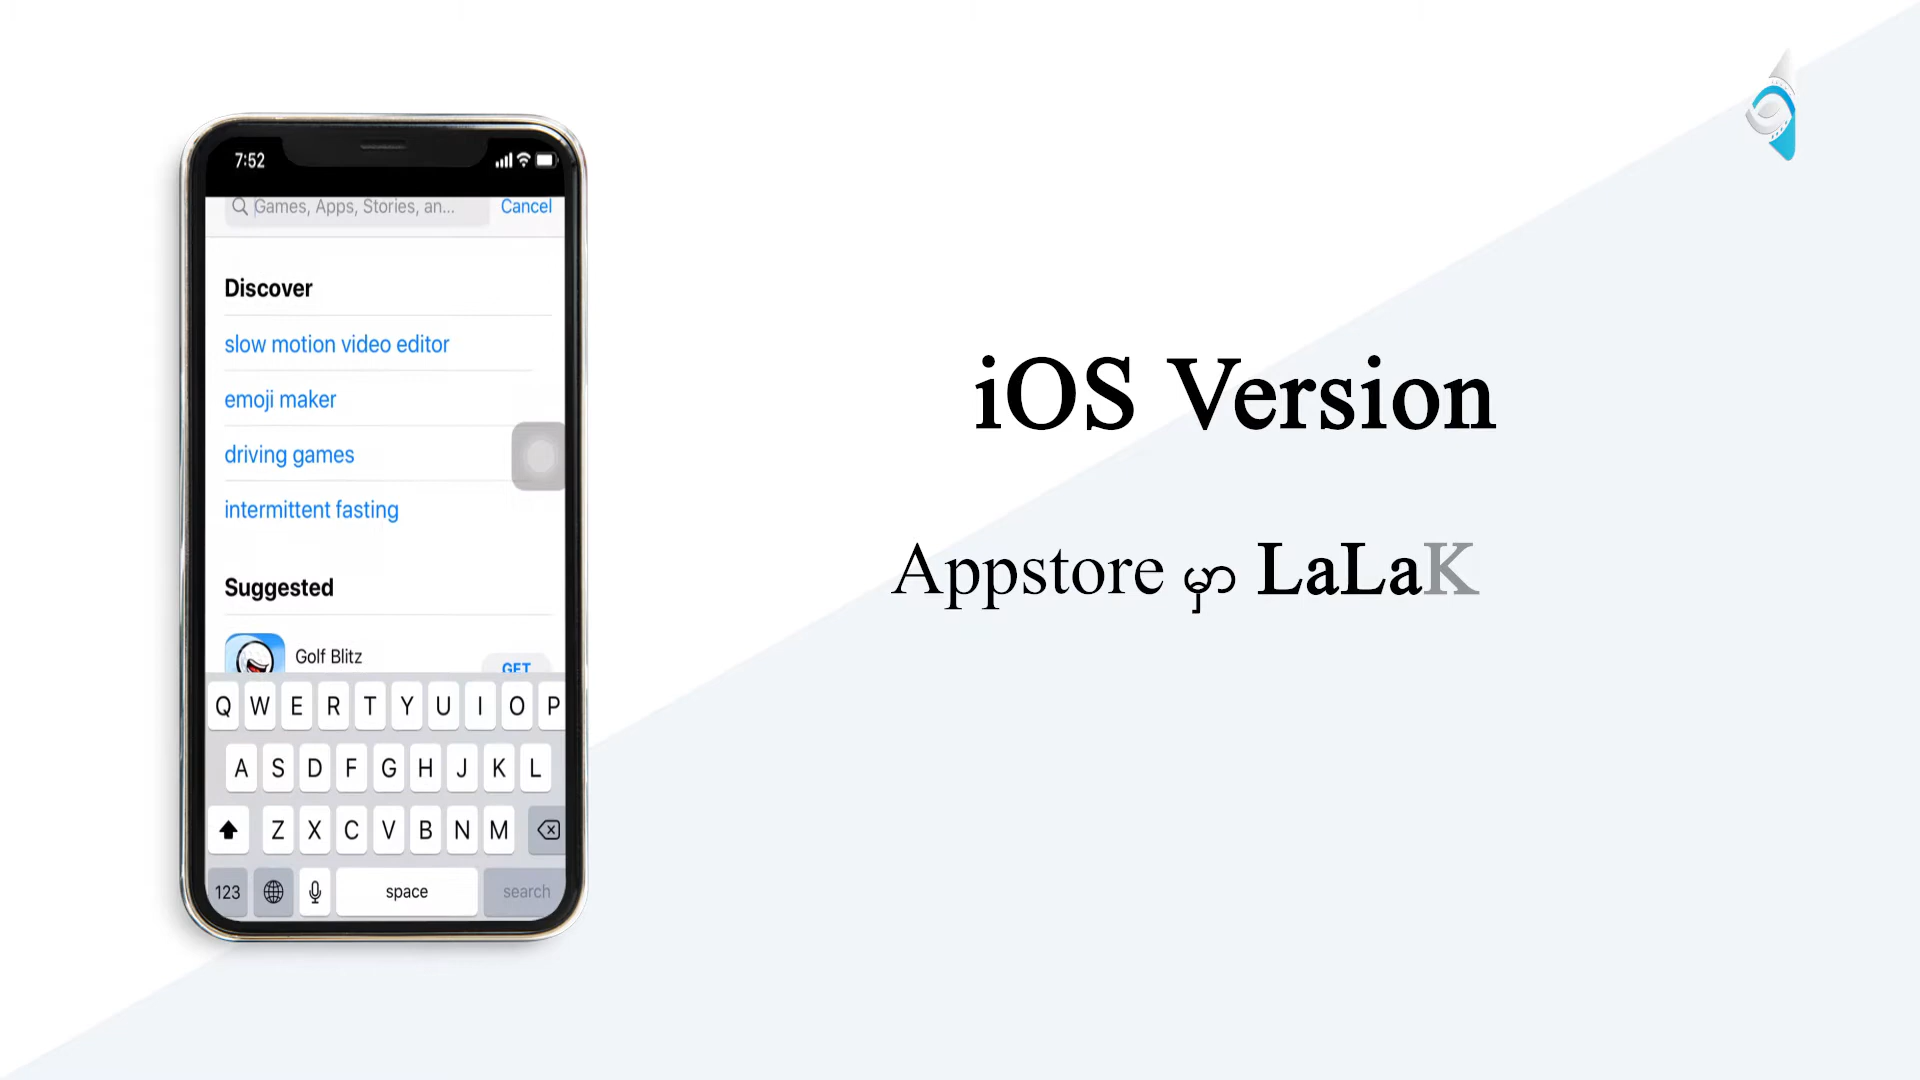 7:52
Games, Apps, Stories, an...
Cancel
Discover
slow motion video editor
emoji maker
driving games
intermittent fasting
Suggested
Golf Blitz
GET
Q W E R T Y U I O P
A S D F G H J K L
Z X C V B N M
123
space
search
iOS Version
Appstore မှာ LaLaK